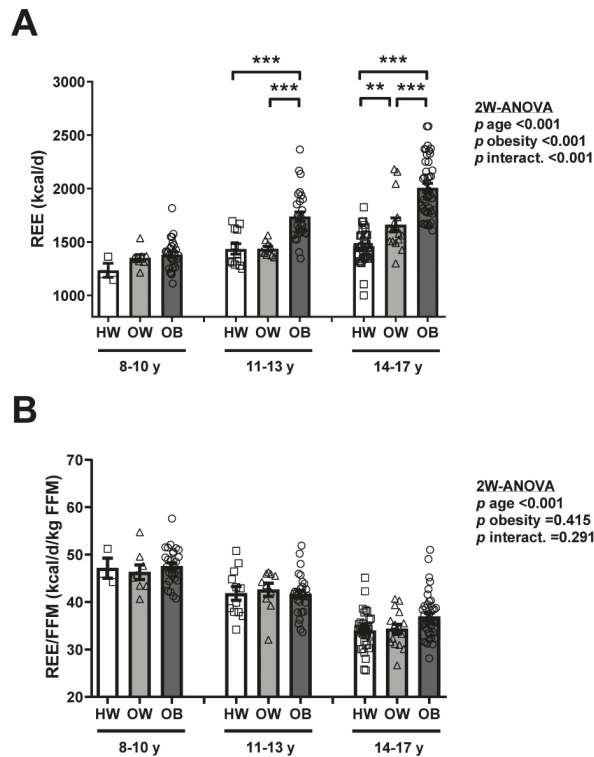 A
*** ***
*** ** ***
3000
2500
2000
1500
1000
REE (kcal/d)
2W-ANOVA
p age <0.001
p obesity <0.001
p interact. <0.001
HW OW OB HW OW OB HW OW OB
8-10 y 11-13 y 14-17 y
B
70
60
50
40
30
20
REE/FFM (kcal/d/kg FFM)
2W-ANOVA
p age <0.001
p obesity =0.415
p interact. =0.291
HW OW OB HW OW OB HW OW OB
8-10 y 11-13 y 14-17 y